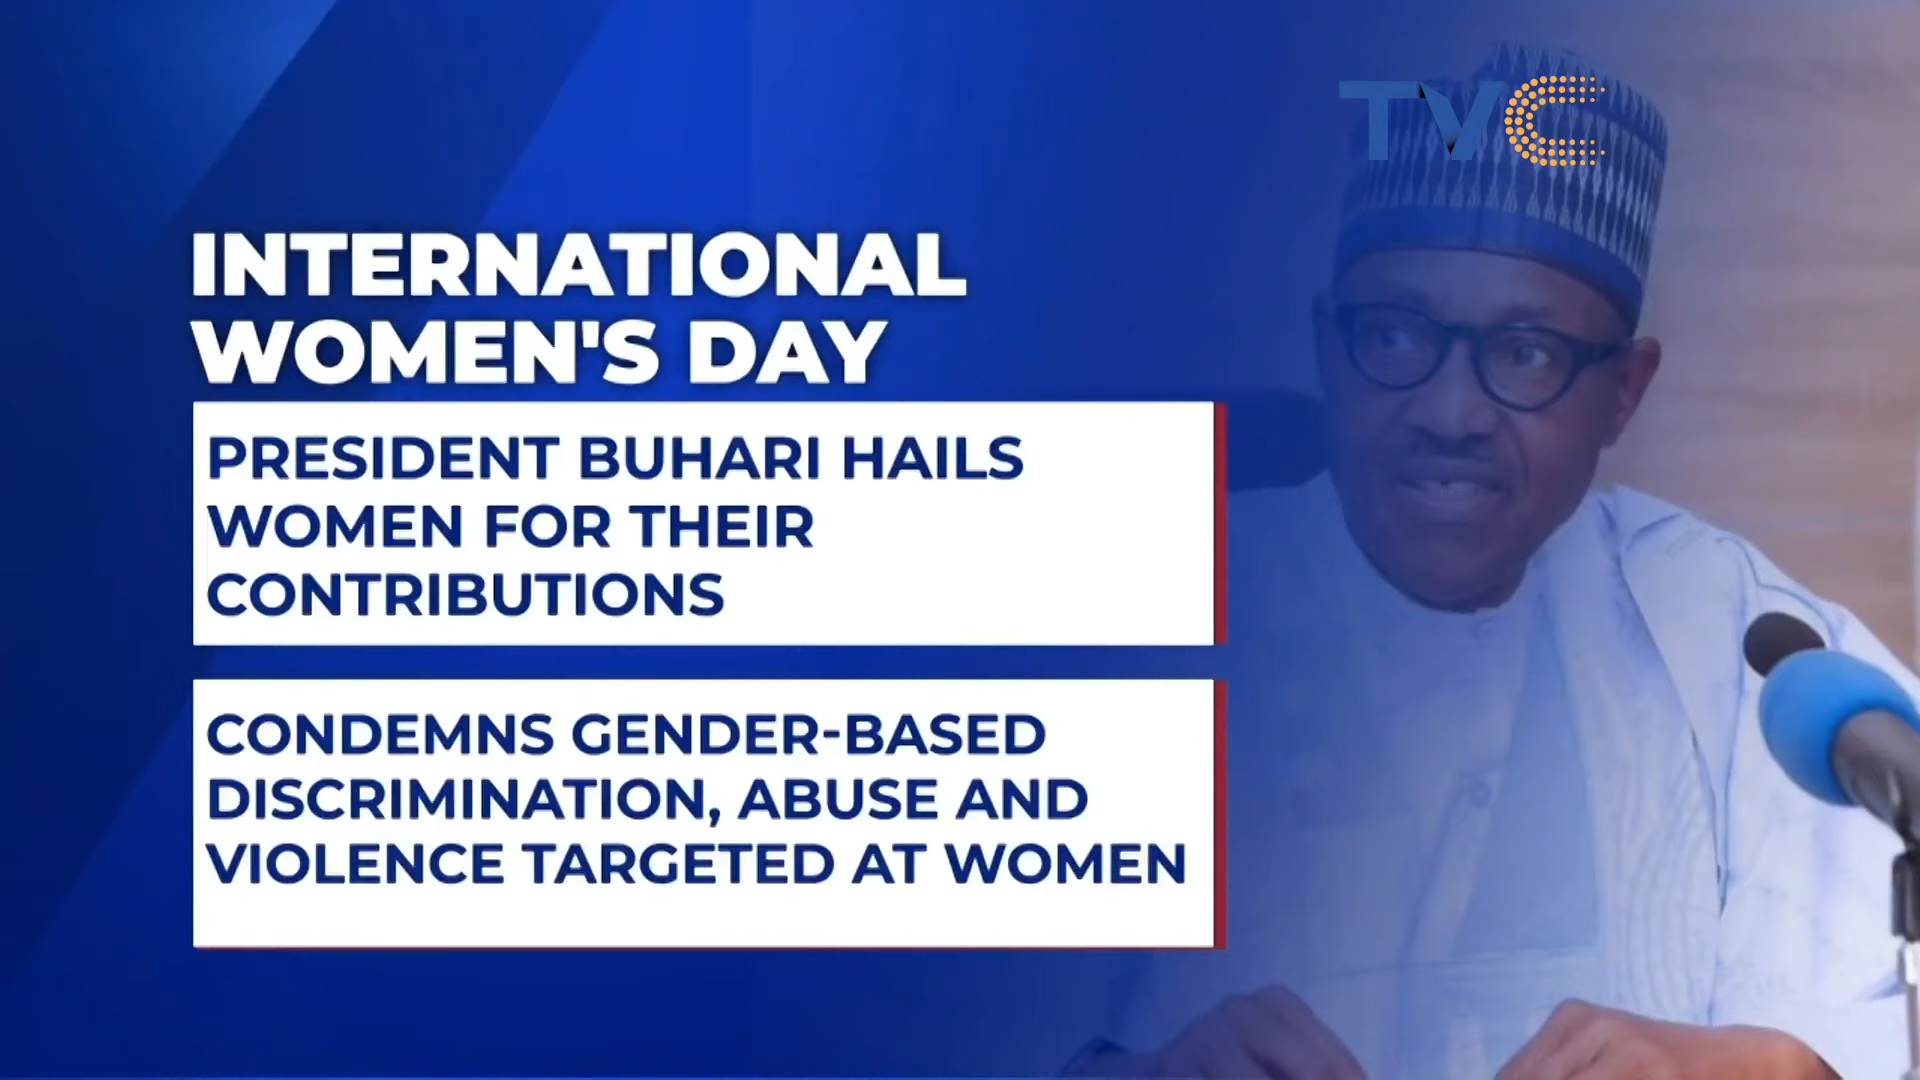 TVC
INTERNATIONAL
WOMEN'S DAY
PRESIDENT BUHARI HAILS
WOMEN FOR THEIR
CONTRIBUTIONS
CONDEMNS GENDER-BASED
DISCRIMINATION, ABUSE AND
VIOLENCE TARGETED AT WOMEN